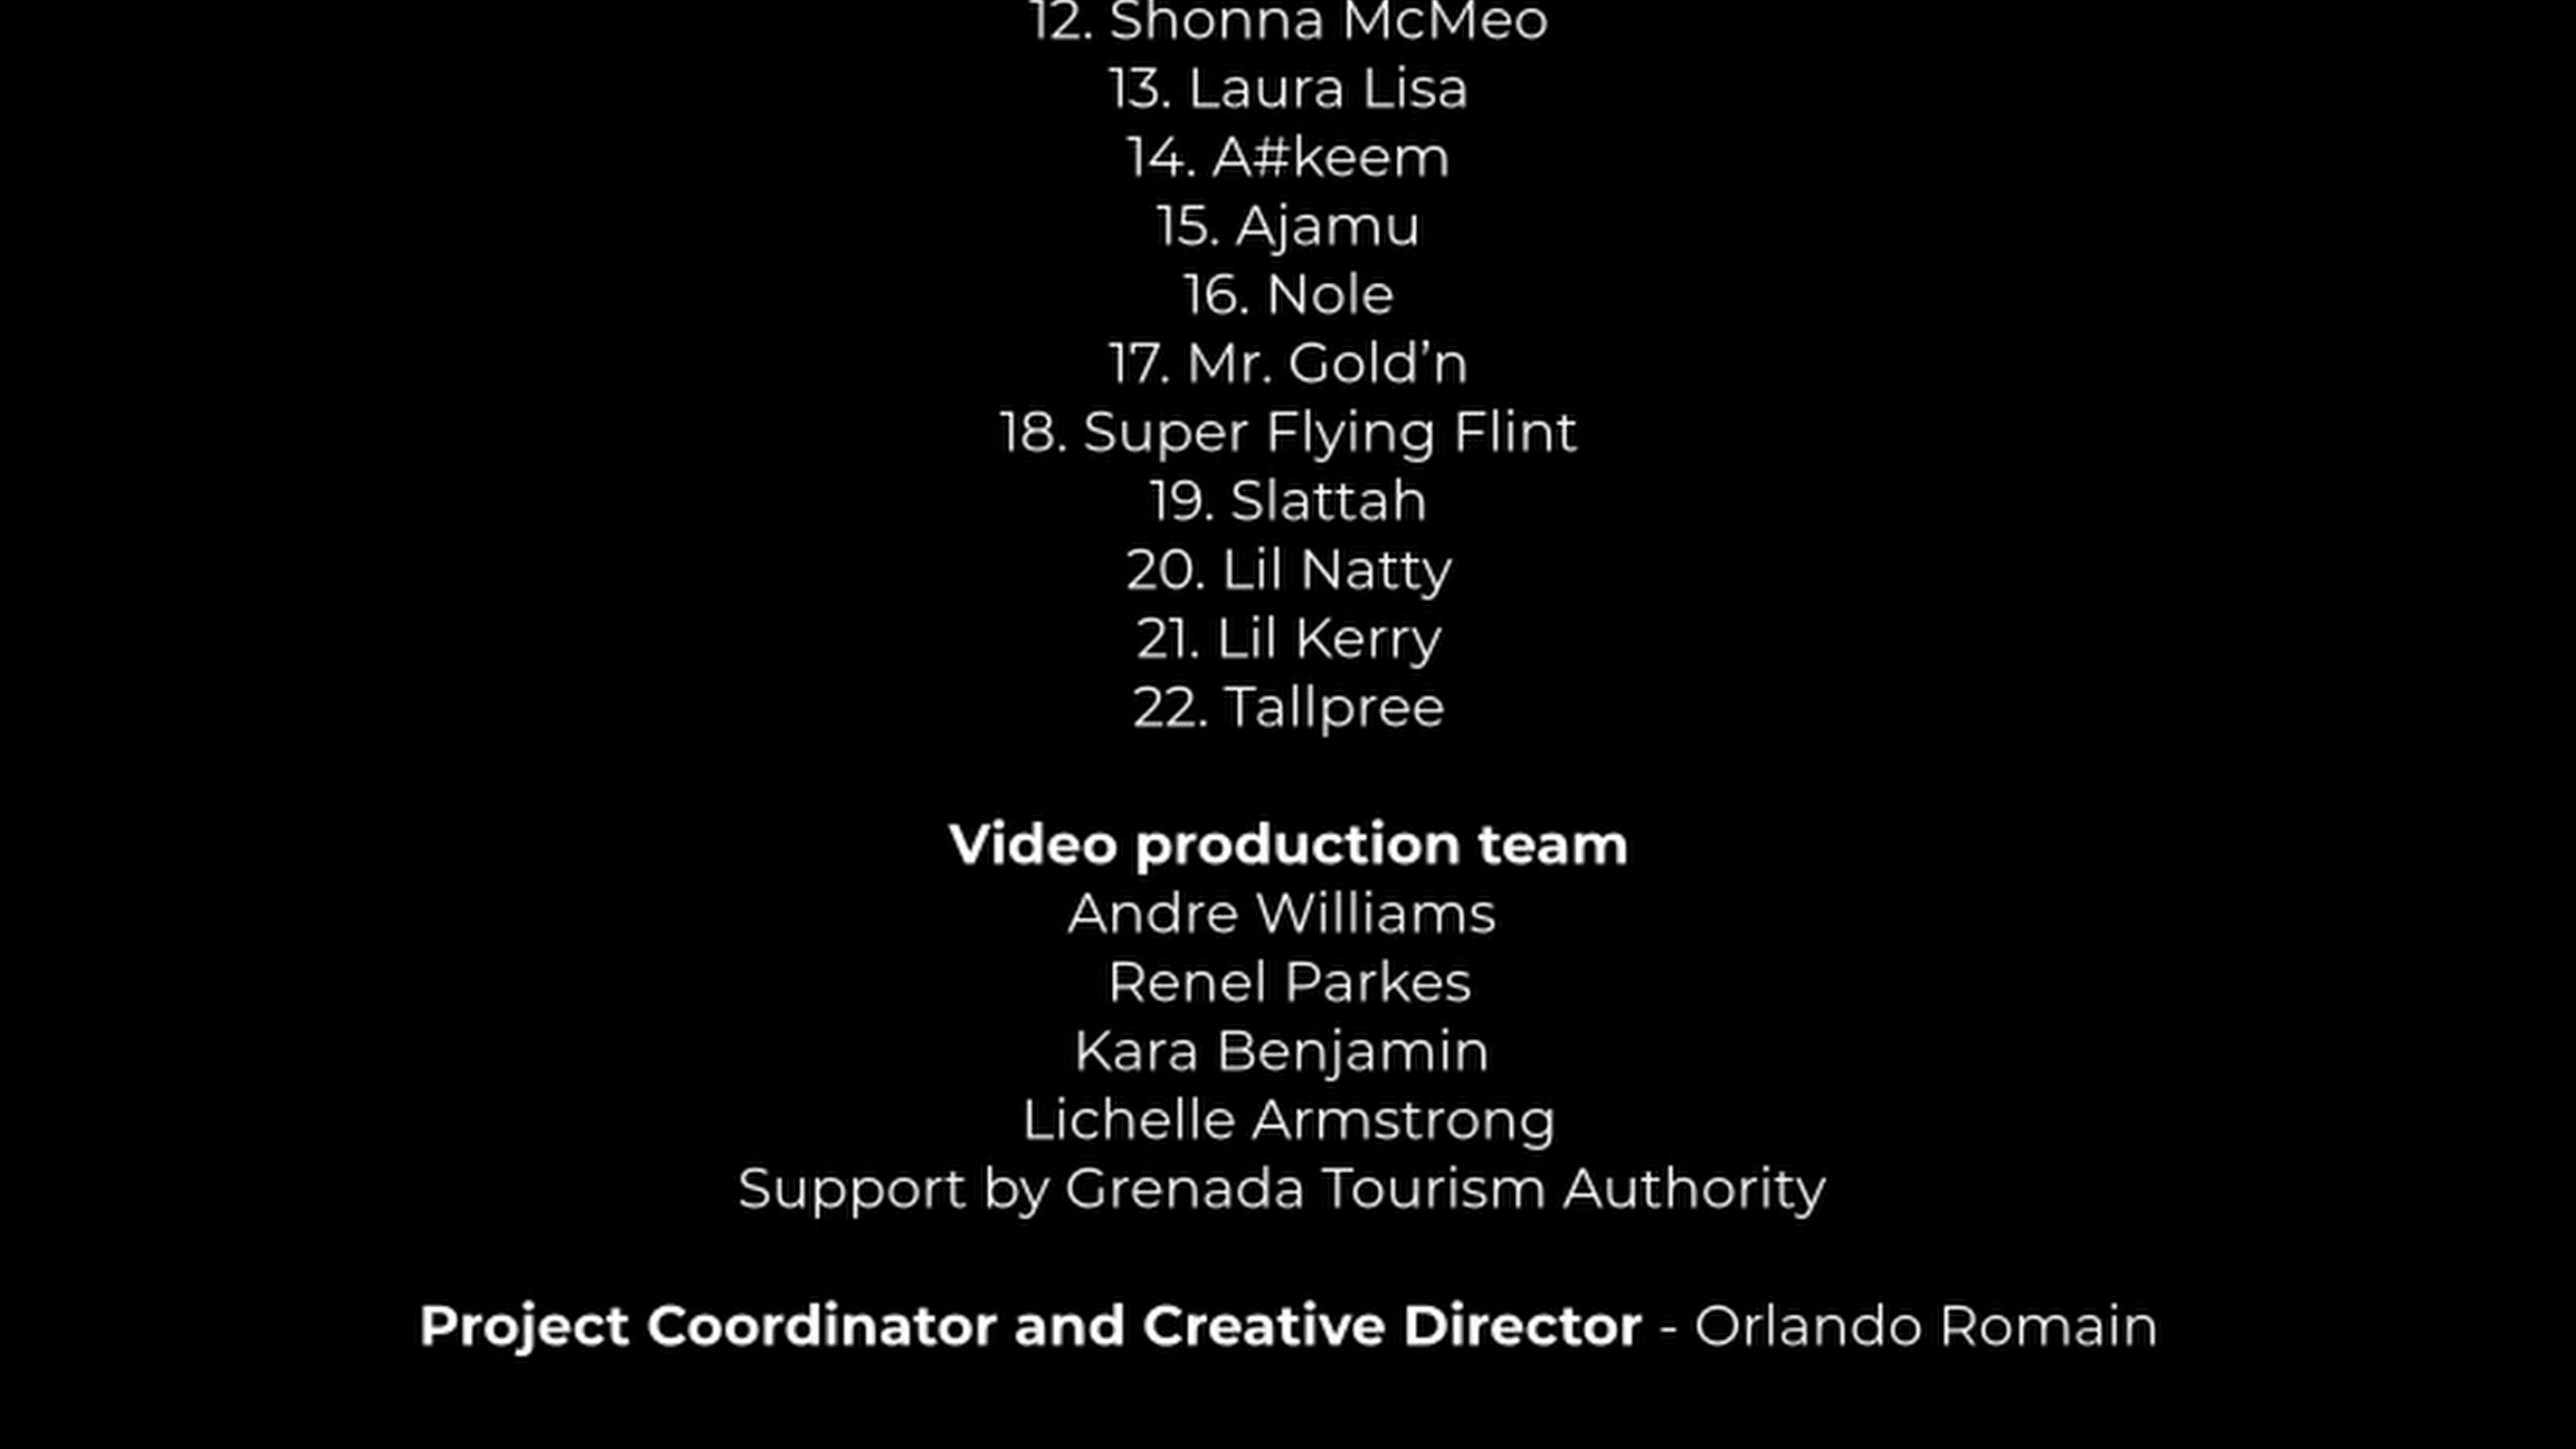 12. Shonna McMeo
13. Laura Lisa
14. A#keem
15. Ajamu
16. Nole
17. Mr. Gold’n
18. Super Flying Flint
19. Slattah
20. Lil Natty
21. Lil Kerry
22. Tallpree
Video production team
Andre Williams
Renel Parkes
Kara Benjamin
Lichelle Armstrong
Support by Grenada Tourism Authority
Project Coordinator and Creative Director - Orlando Romain